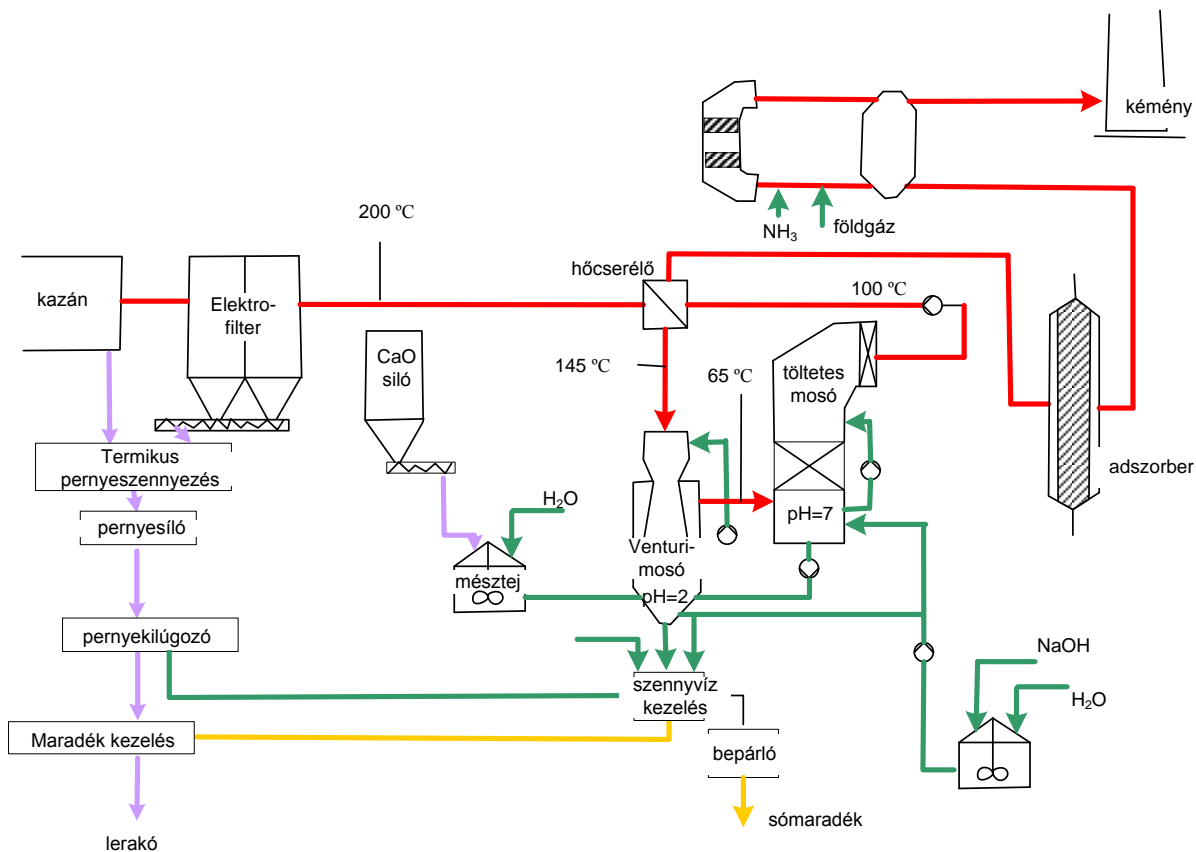 kémény
NH3
földgáz
200 ºC
hőcserélő
100 ºC
kazán
Elektro-
filter
CaO
siló
145 ºC
65 ºC
töltetes
mosó
adszorber
Termikus
pernyeszennyezés
pernyesíló
H2O
pH=7
Venturi-
mosó
pH=2
mésztej
pernyekilúgozó
NaOH
H2O
szennyvíz
kezelés
Maradék kezelés
bepárló
lerakó
sómaradék